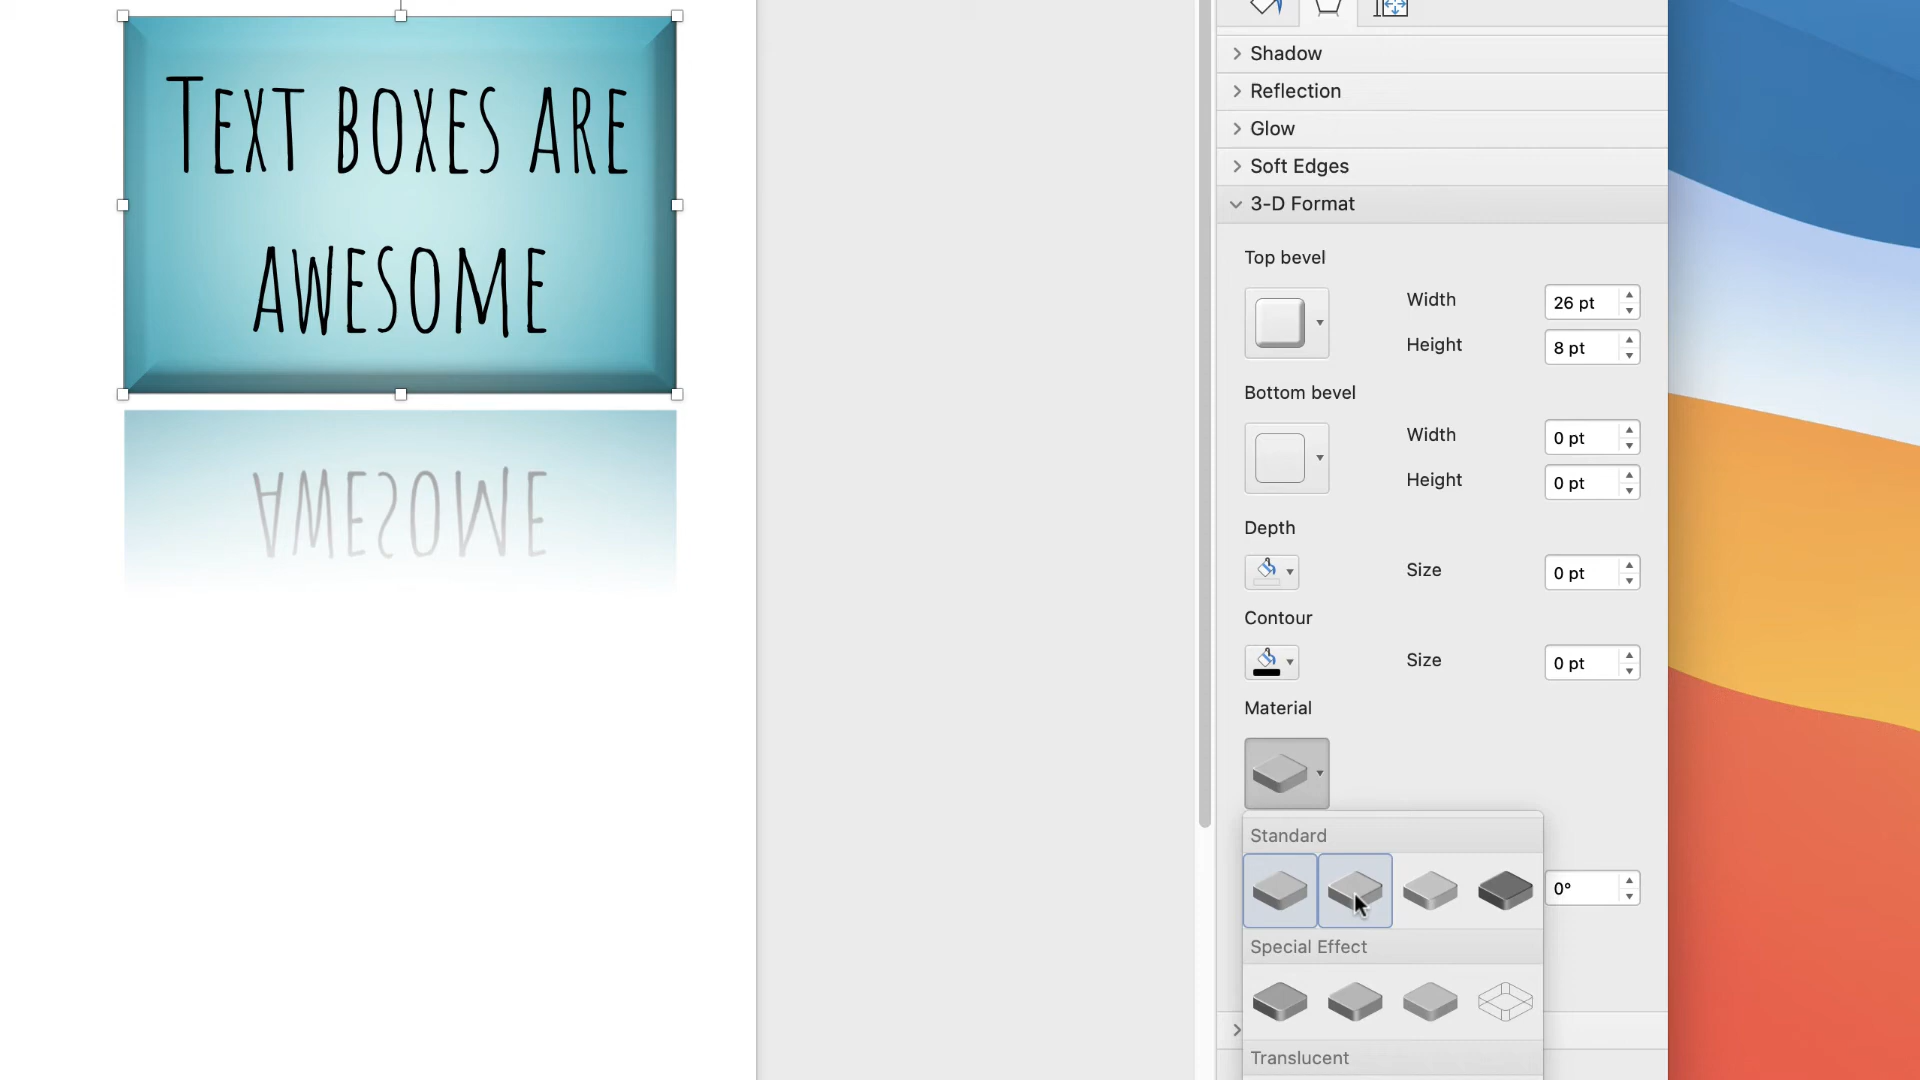 TEXT BOXES ARE
AWESOME
AWESOME
Shadow
Reflection
Glow
Soft Edges
3-D Format
Top bevel
Width
26 pt
Height
8 pt
Bottom bevel
Width
0 pt
Height
0 pt
Depth
Size
0 pt
Contour
Size
0 pt
Material
Standard
0°
Special Effect
Translucent